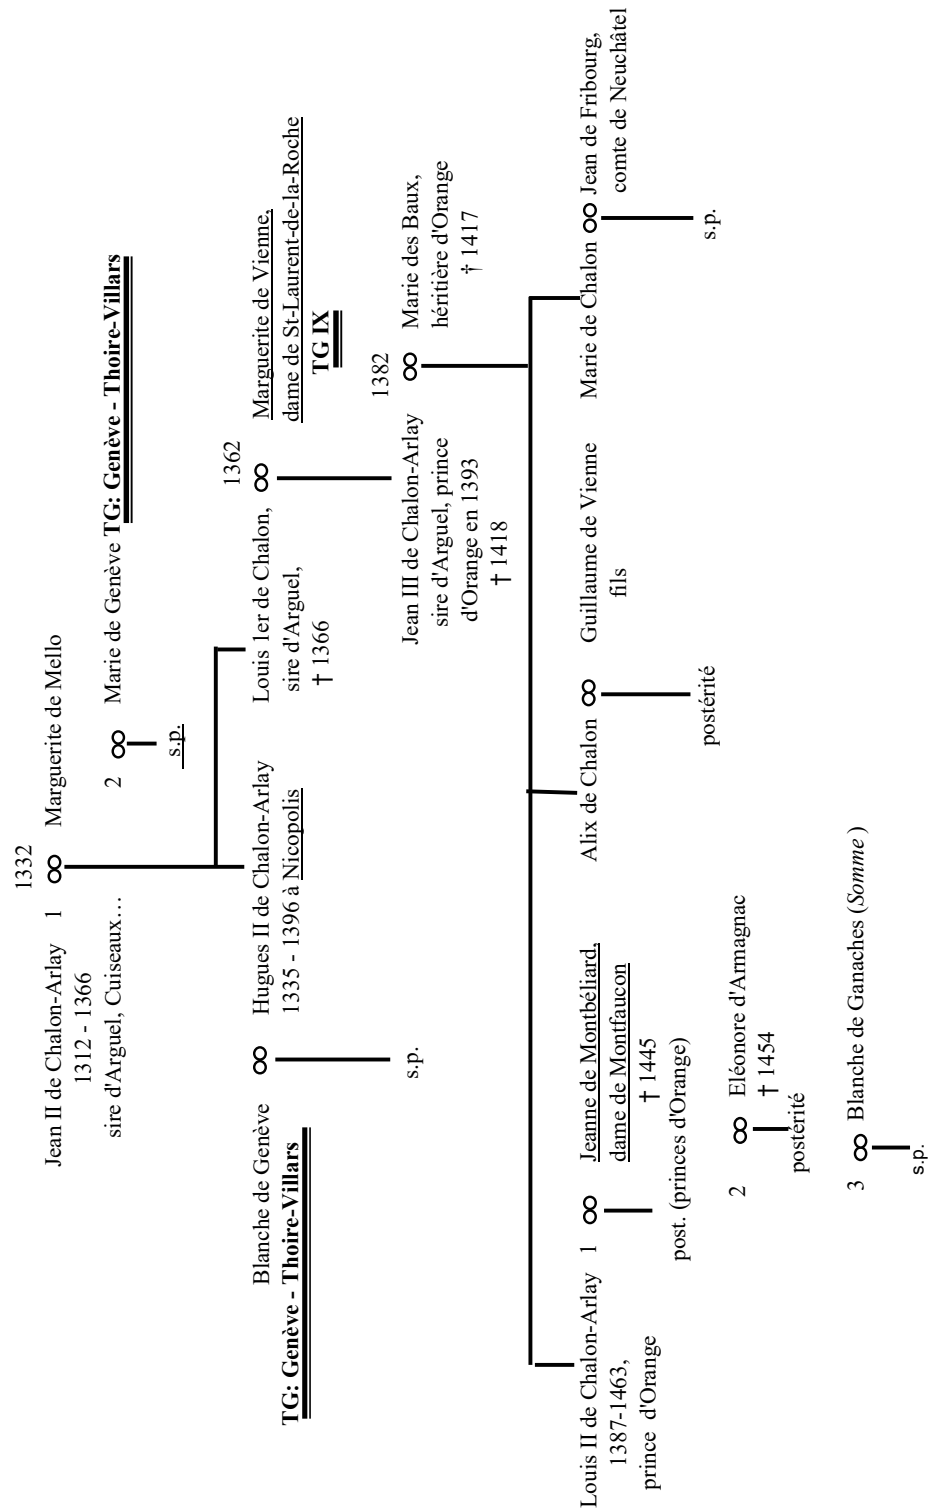 1332
Jean II de Chalon-Arlay 1 Marguerite de Mello
1312 - 1366
sire d'Arguel, Cuiseaux…
2 Marie de Genève TG: Genève - Thoire-Villars
s.p.
1362
Blanche de Genève Hugues II de Chalon-Arlay Louis 1er de Chalon, Marguerite de Vienne,
TG: Genève - Thoire-Villars 1335 - 1396 à Nicopolis sire d'Arguel, dame de St-Laurent-de-la-Roche
† 1366 TG IX
s.p.
1382
Jean III de Chalon-Arlay Marie des Baux,
sire d'Arguel, prince héritière d'Orange
d'Orange en 1393 † 1417
† 1418
Louis II de Chalon-Arlay 1 Jeanne de Montbéliard, Alix de Chalon Guillaume de Vienne Marie de Chalon Jean de Fribourg,
1387-1463, dame de Montfaucon fils comte de Neuchâtel
prince d'Orange † 1445
post. (princes d'Orange) postérité s.p.
2 Eléonore d'Armagnac
† 1454
postérité
3 Blanche de Ganaches (Somme)
s.p.